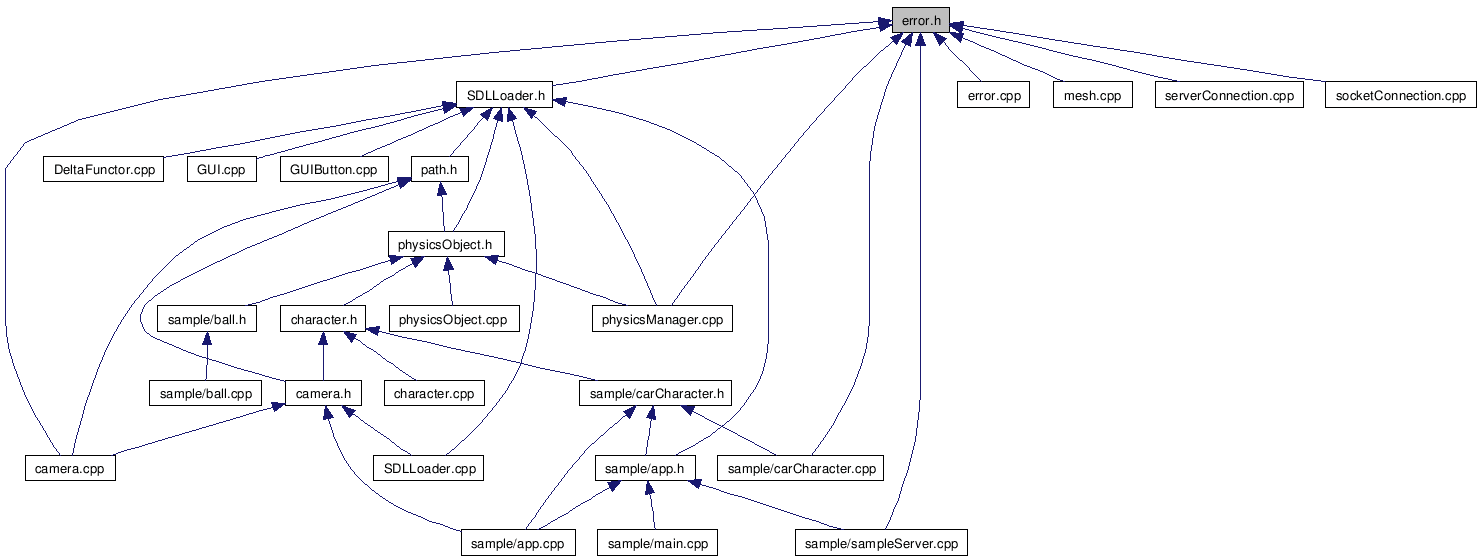 error.h
SDLLoader.h
error.cpp
mesh.cpp
serverConnection.cpp
socketConnection.cpp
DeltaFunctor.cpp
GUI.cpp
GUIButton.cpp
path.h
physicsObject.h
sample/ball.h
character.h
physicsObject.cpp
physicsManager.cpp
sample/ball.cpp
camera.h
character.cpp
sample/carCharacter.h
camera.cpp
SDLLoader.cpp
sample/app.h
sample/carCharacter.cpp
sample/app.cpp
sample/main.cpp
sample/sampleServer.cpp